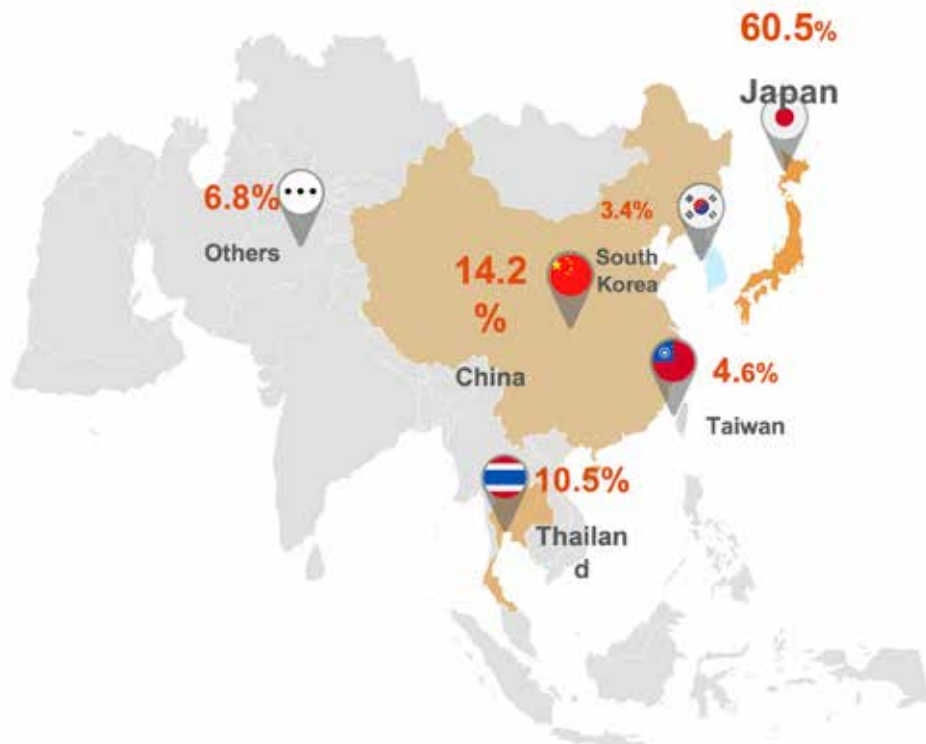 60.5%
Japan
6.8%
Others
3.4%
South
Korea
14.2
%
China
4.6%
Taiwan
10.5%
Thailan
d